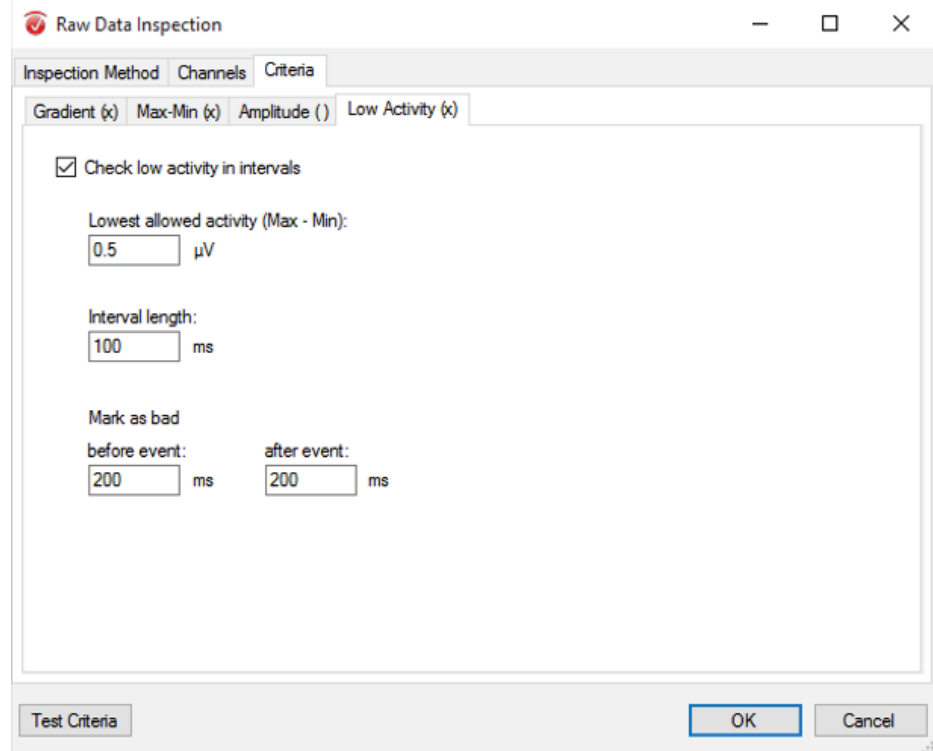 Raw Data Inspection
Inspection Method Channels Criteria
Gradient (x) Max-Min (x) Amplitude ( ) Low Activity (x)
Check low activity in intervals
Lowest allowed activity (Max - Min):
0.5 µV
Interval length:
100 ms
Mark as bad
before event: after event:
200 ms 200 ms
Test Criteria OK Cancel